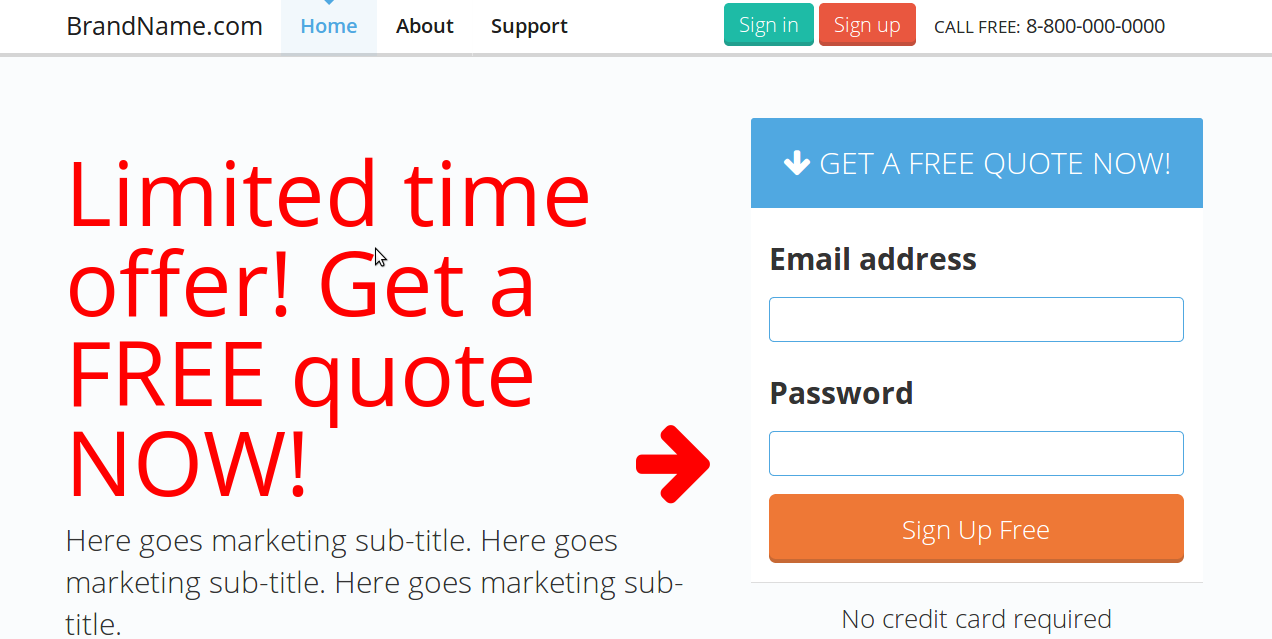 BrandName.com Home About Support Sign in Sign up CALL FREE: 8-800-000-0000
Limited time
offer! Get a
FREE quote
NOW!
Here goes marketing sub-title. Here goes
marketing sub-title. Here goes marketing sub-
title.
GET A FREE QUOTE NOW!
Email address
Password
Sign Up Free
No credit card required